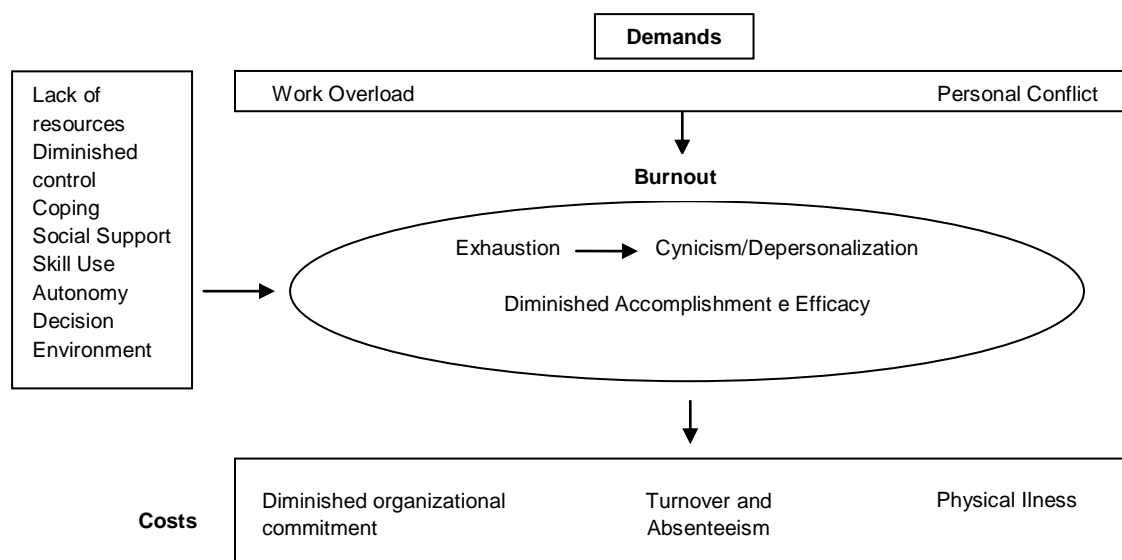 Demands
Work Overload
Personal Conflict
Lack of
resources
Diminished
control
Coping
Social Support
Skill Use
Autonomy
Decision
Environment
Burnout
Exhaustion
Cynicism/Depersonalization
Diminished Accomplishment e Efficacy
Costs
Diminished organizational
commitment
Turnover and
Absenteeism
Physical Ilness